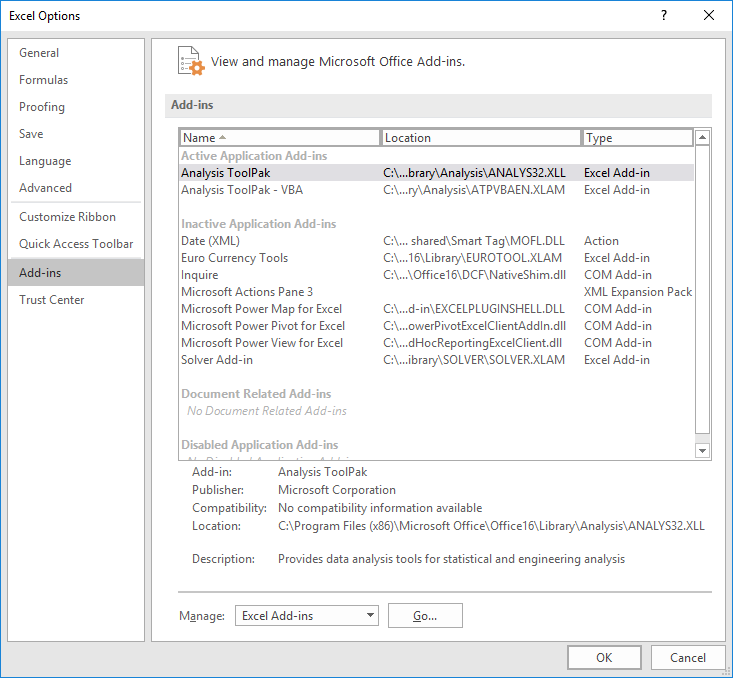 Excel Options
General
Formulas
Proofing
Save
Language
Advanced
Customize Ribbon
Quick Access Toolbar
Add-ins
Trust Center
View and manage Microsoft Office Add-ins.
Add-ins
Name Location Type
Active Application Add-ins
Analysis ToolPak C:\...brary\Analysis\ANALYS32.XLL Excel Add-in
Analysis ToolPak - VBA C:\...ry\Analysis\ATPVBAEN.XLAM Excel Add-in
Inactive Application Add-ins
Date (XML) C:\... shared\Smart Tag\MOFL.DLL Action
Euro Currency Tools C:\...16\Library\EUROTOOL.XLAM Excel Add-in
Inquire C:\...\Office16\DCF\NativeShim.dll COM Add-in
Microsoft Actions Pane 3 XML Expansion Pack
Microsoft Power Map for Excel C:\...d-in\EXCELPLUGINSHELL.DLL COM Add-in
Microsoft Power Pivot for Excel C:\...owerPivotExcelClientAddIn.dll COM Add-in
Microsoft Power View for Excel C:\...dHocReportingExcelClient.dll COM Add-in
Solver Add-in C:\...ibrary\SOLVER\SOLVER.XLAM Excel Add-in
Document Related Add-ins
No Document Related Add-ins
Disabled Application Add-ins
Add-in: Analysis ToolPak
Publisher: Microsoft Corporation
Compatibility: No compatibility information available
Location: C:\Program Files (x86)\Microsoft Office\Office16\Library\Analysis\ANALYS32.XLL
Description: Provides data analysis tools for statistical and engineering analysis
Manage: Excel Add-ins Go...
OK Cancel